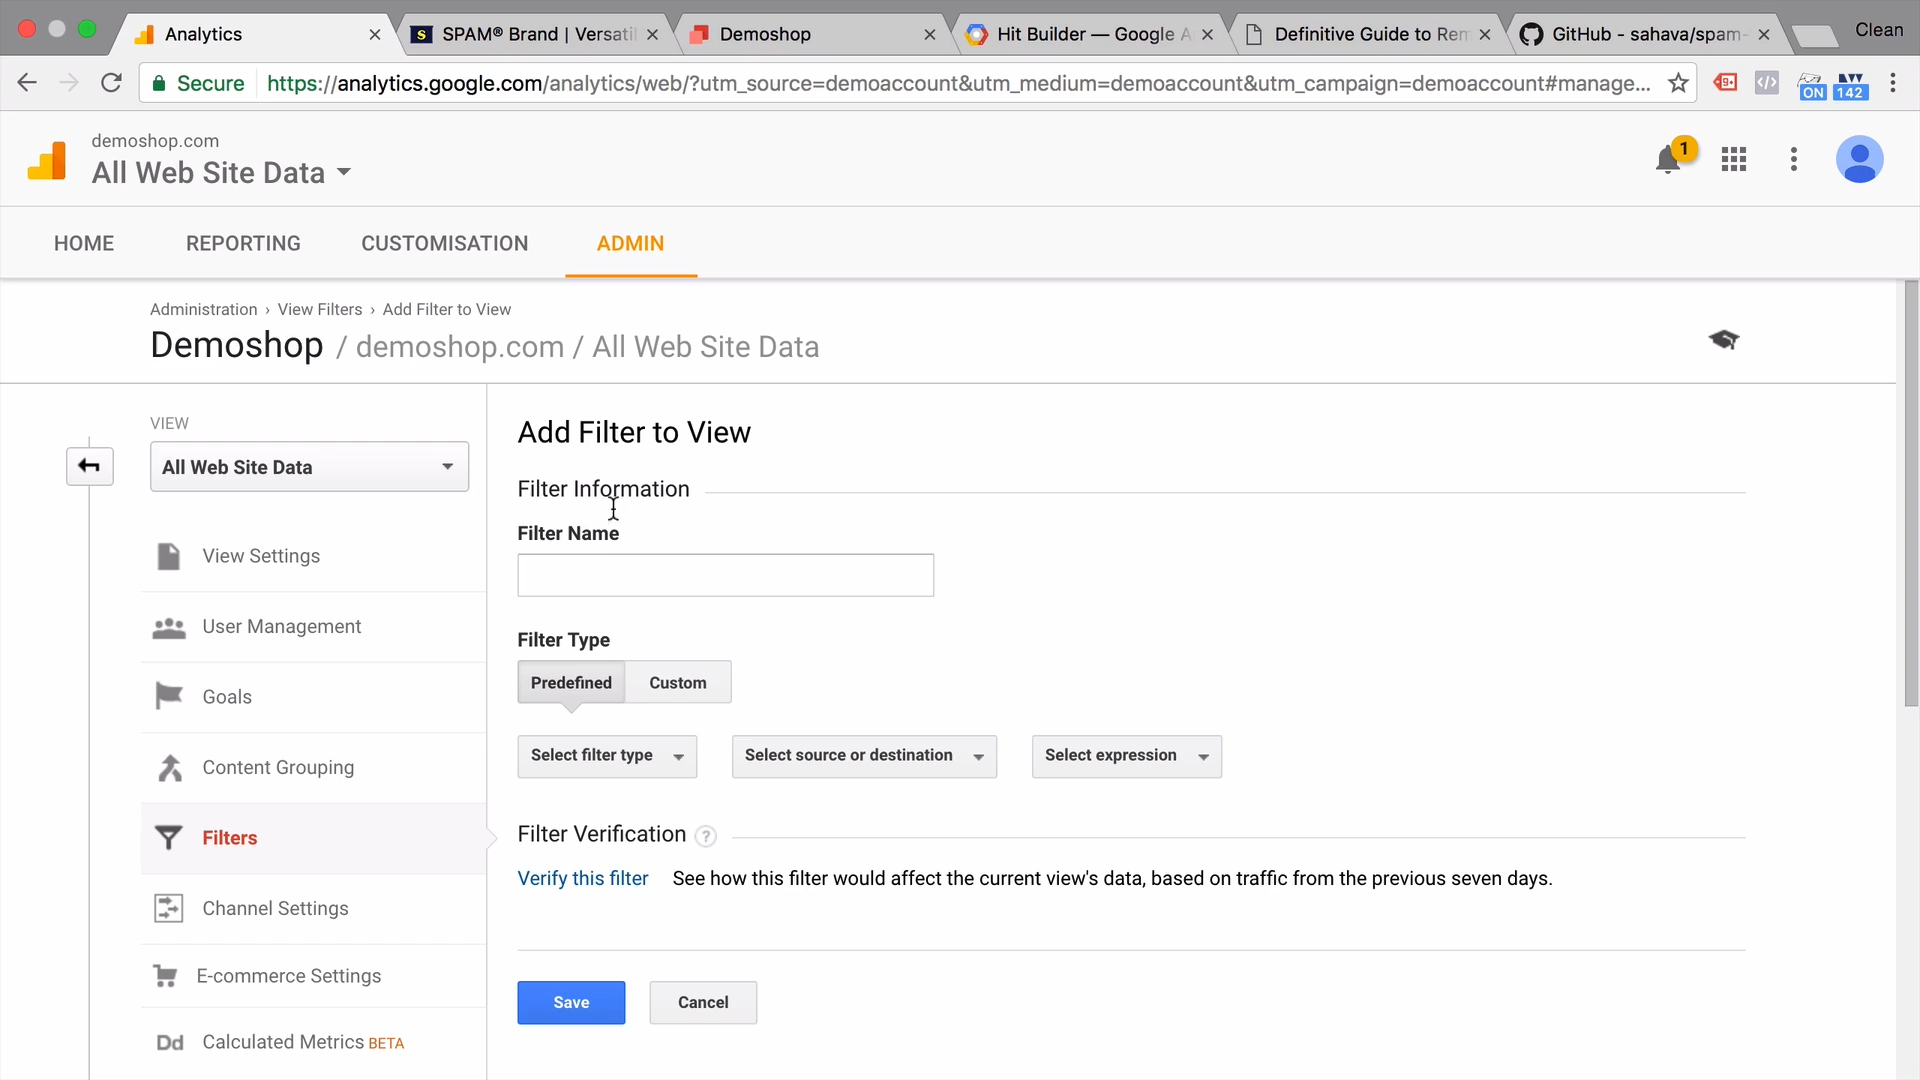 Analytics
SPAM® Brand | Versatil
Demoshop
Hit Builder — Google A
Definitive Guide to Rem
GitHub - sahava/spam-
Clean
Secure
https://analytics.google.com/analytics/web/?utm_source=demoaccount&utm_medium=demoaccount&utm_campaign=demoaccount#manage...
ON
142
demoshop.com
All Web Site Data
1
HOME
REPORTING
CUSTOMISATION
ADMIN
Administration › View Filters › Add Filter to View
Demoshop / demoshop.com / All Web Site Data
VIEW
All Web Site Data
View Settings
User Management
Goals
Content Grouping
Filters
Channel Settings
E-commerce Settings
Dd Calculated Metrics BETA
Add Filter to View
Filter Information
Filter Name
Filter Type
Predefined
Custom
Select filter type
Select source or destination
Select expression
Filter Verification ?
Verify this filter See how this filter would affect the current view's data, based on traffic from the previous seven days.
Save
Cancel